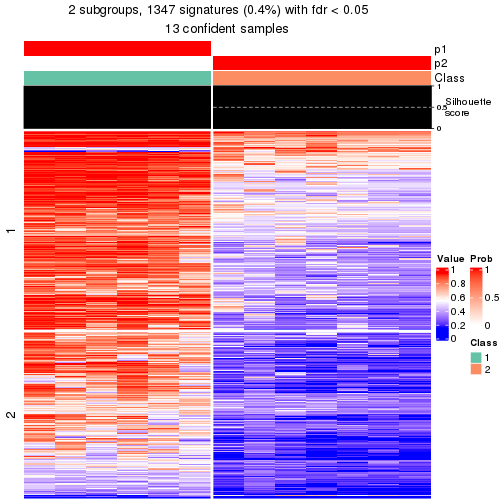 2 subgroups, 1347 signatures (0.4%) with fdr < 0.05
13 confident samples
p1
p2
Class
1
0.5
0
Silhouette
score
1
2
Value
1
0.8
0.6
0.4
0.2
0
Prob
1
0.5
0
Class
1
2